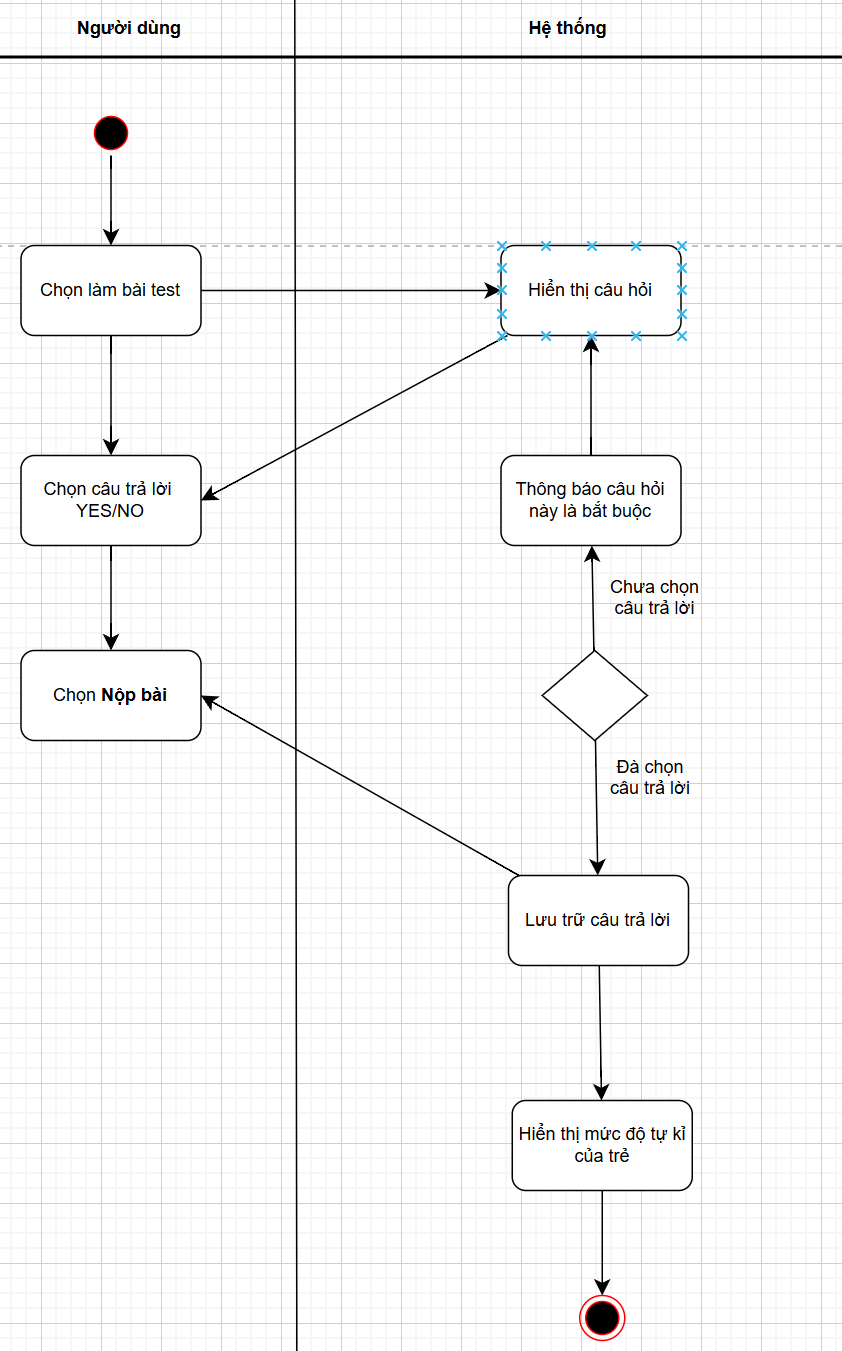 Người dùng
Hệ thống
Chọn làm bài test
Hiển thị câu hỏi
Chọn câu trả lời
YES/NO
Thông báo câu hỏi
này là bắt buộc
Chưa chọn
câu trả lời
Chọn Nộp bài
Đà chọn
câu trả lời
Lưu trữ câu trả lời
Hiển thị mức độ tự kỉ
của trẻ